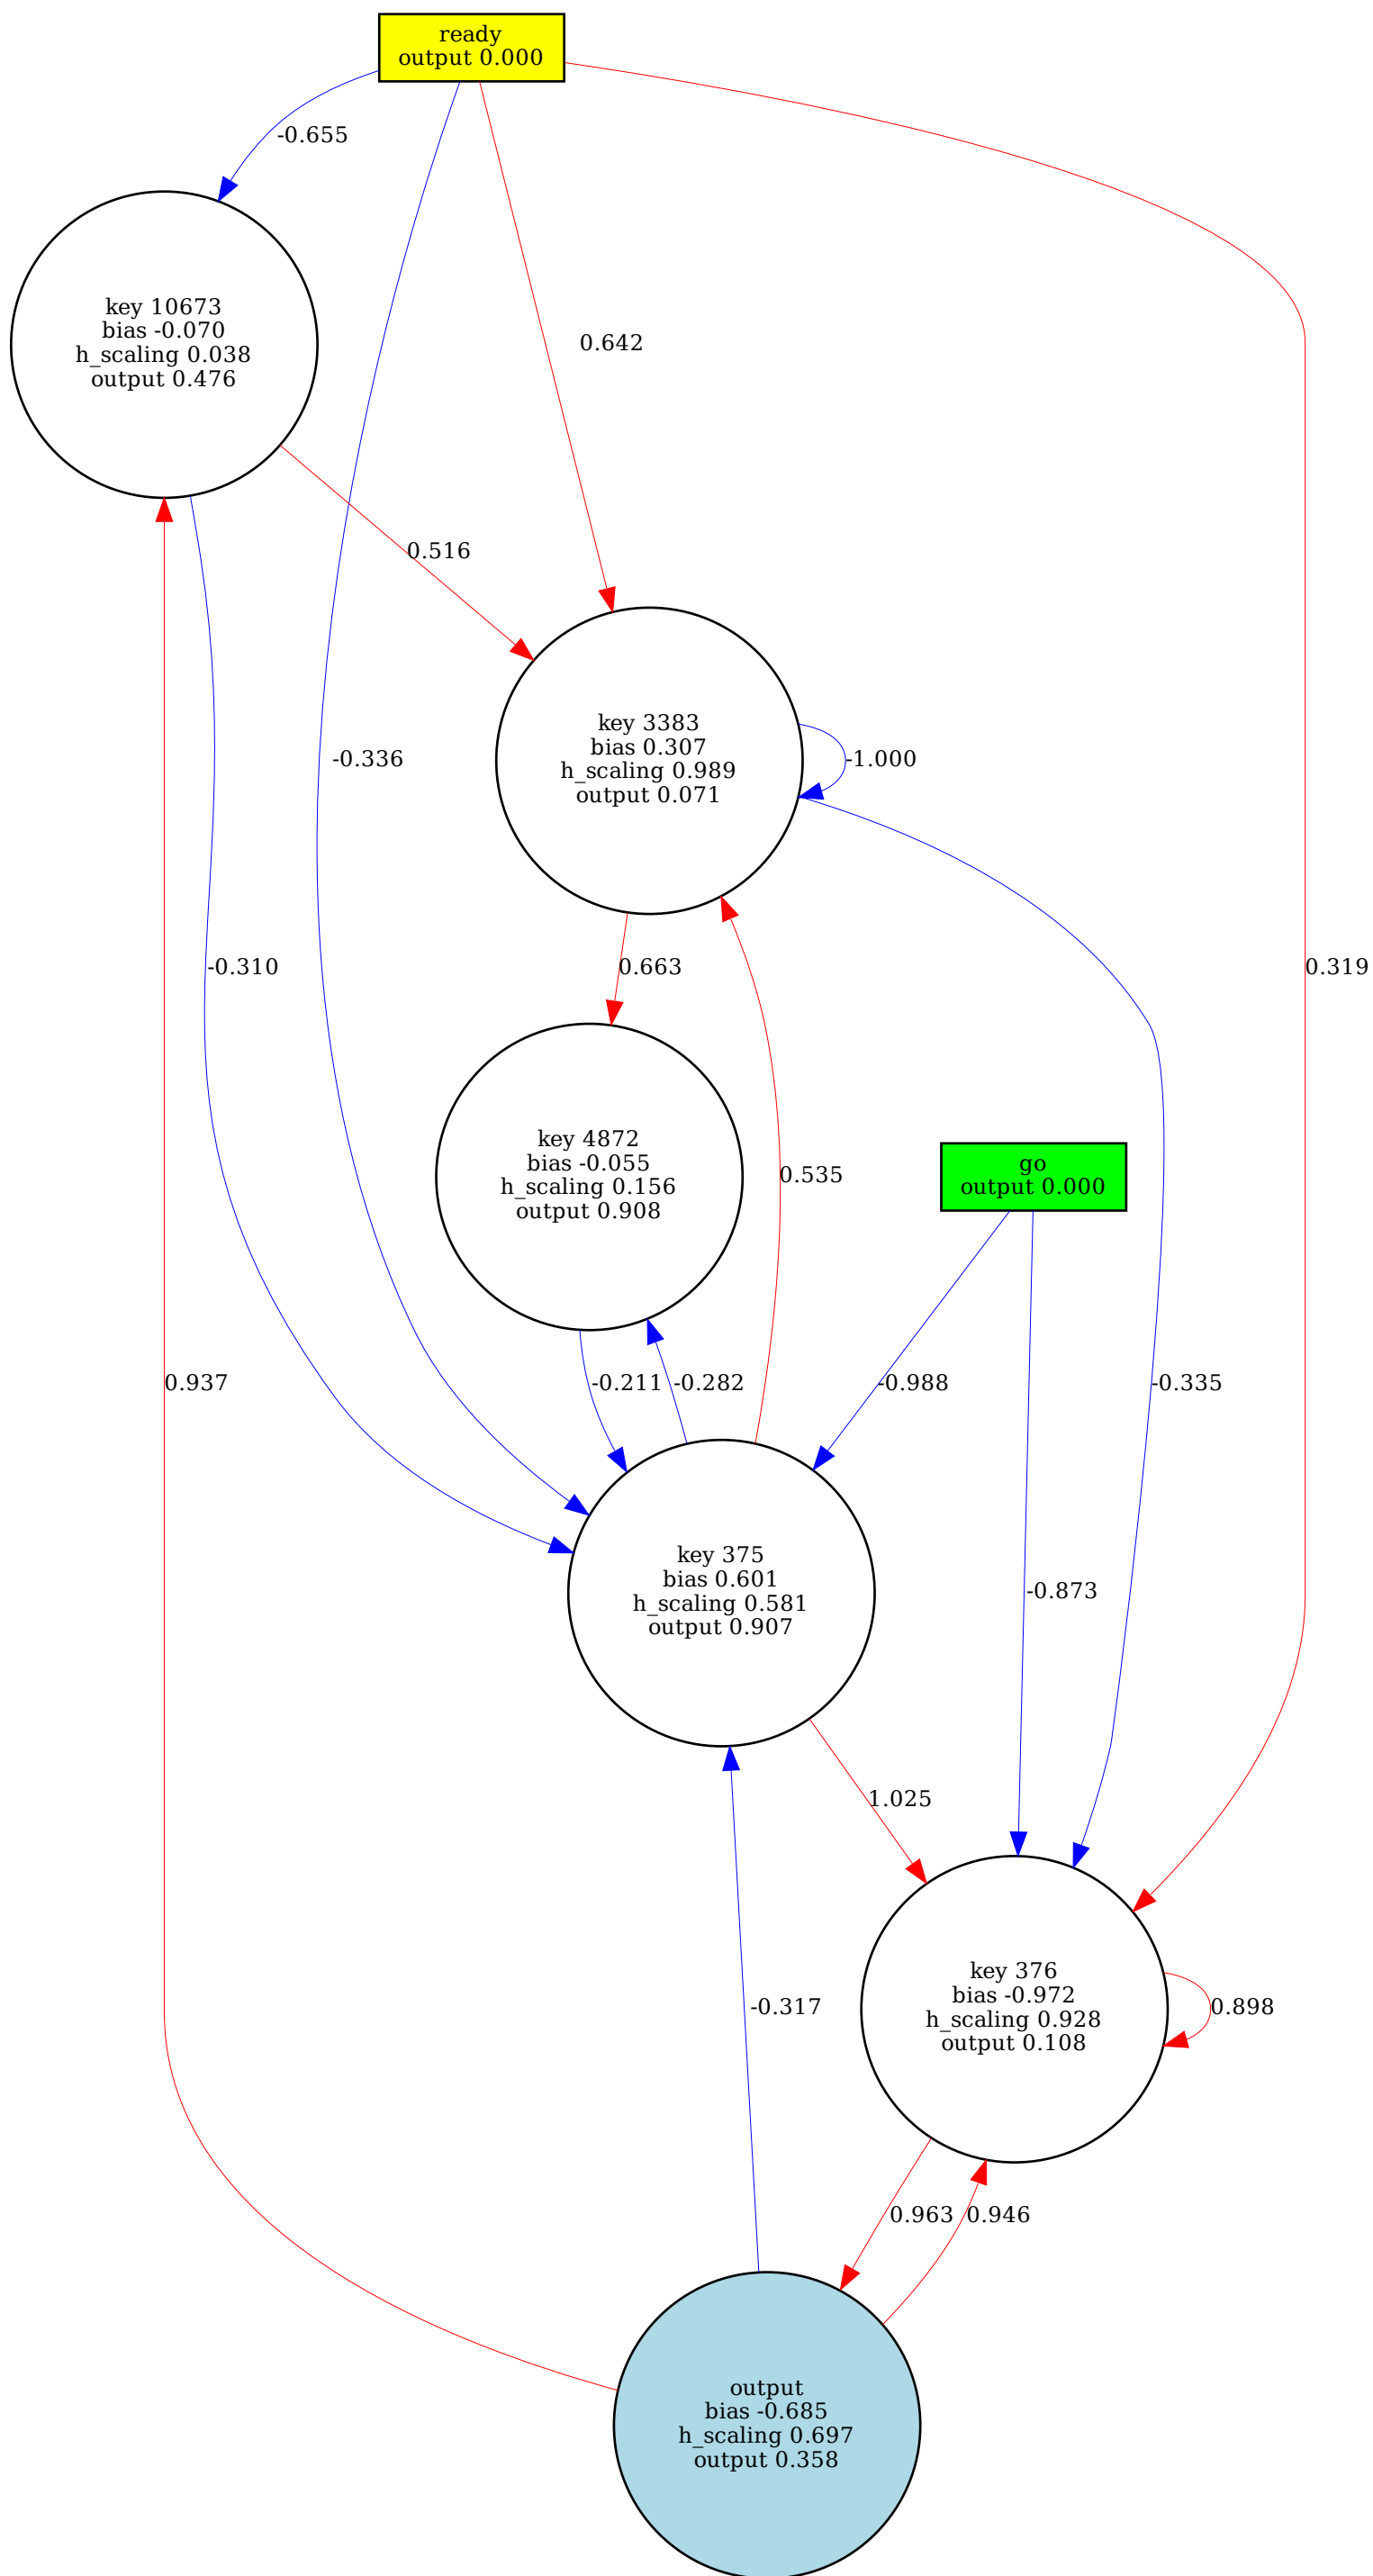 ready
output 0.000
-0.655
key 10673
bias -0.070
h_scaling 0.038
output 0.476
0.642
0.516
key 3383
bias 0.307
h_scaling 0.989
output 0.071
-1.000
-0.336
-0.310
0.663
0.319
key 4872
bias -0.055
h_scaling 0.156
output 0.908
0.535
go
output 0.000
0.937
-0.211
-0.282
-0.988
-0.335
key 375
bias 0.601
h_scaling 0.581
output 0.907
-0.873
1.025
key 376
bias -0.972
h_scaling 0.928
output 0.108
0.898
-0.317
0.963
0.946
output
bias -0.685
h_scaling 0.697
output 0.358